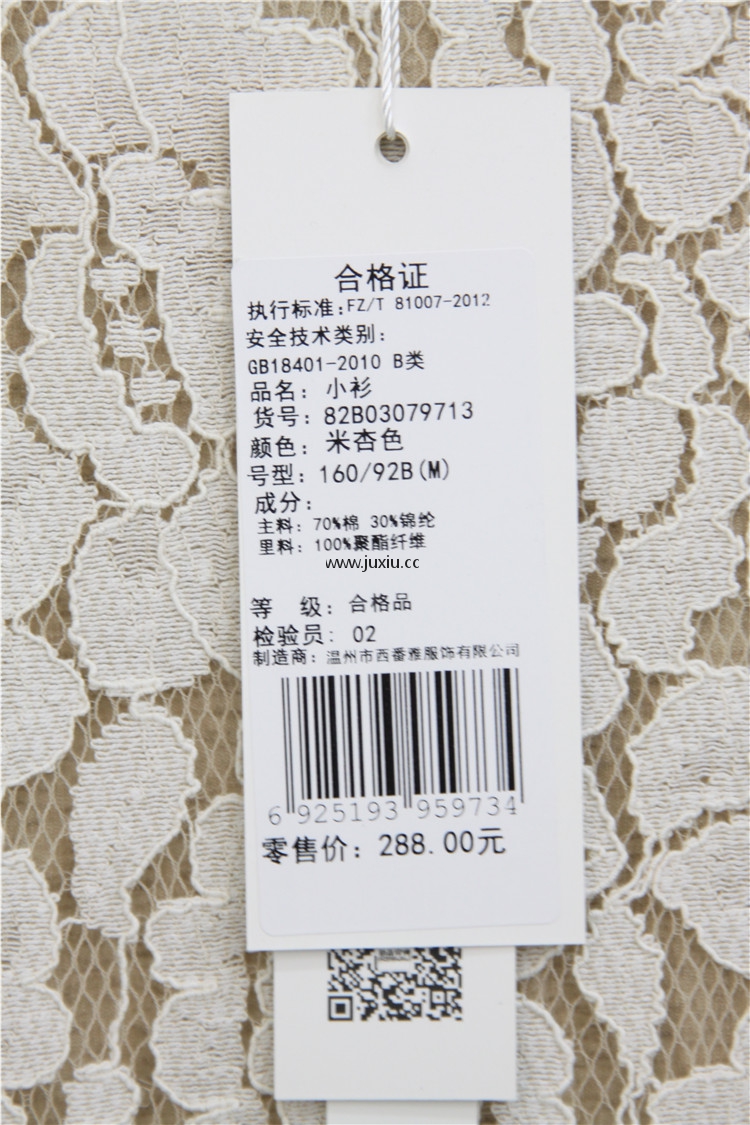 合格证
执行标准:FZ/T 81007-2012
安全技术类别:
GB18401-2010 B类
品名: 小衫
货号: 82B03079713
颜色: 米杏色
号型: 160/92B(M)
成分:
主料: 70%棉 30%锦纶
里料: 100%聚酯纤维
www.juxiu.cc
等 级: 合格品
检验员: 02
制造商: 温州市西番雅服饰有限公司
6 925193 959734
零售价: 288.00元